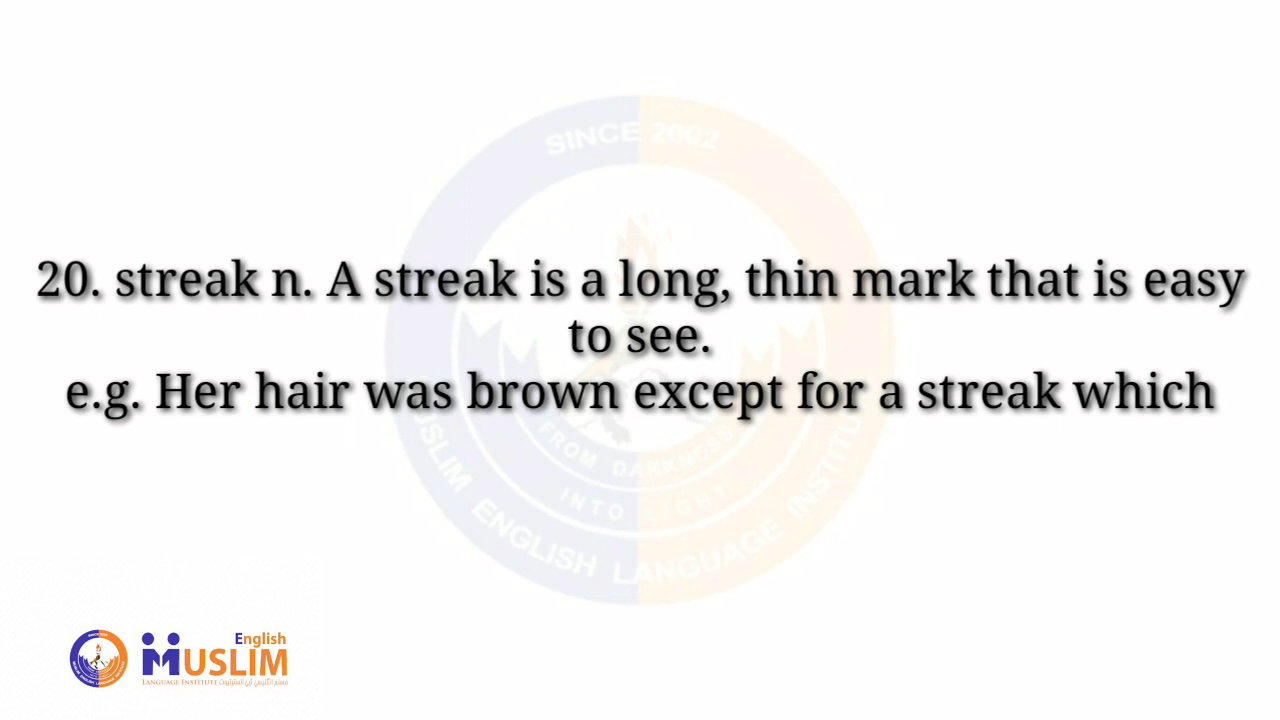 SINCE 2002
20. streak n. A streak is a long, thin mark that is easy
to see.
e.g. Her hair was brown except for a streak which
FROM DARKNESS
INTO LIGHT
MUSLIM ENGLISH LANGUAGE INSTITUTE
English
MUSLIM
LANGUAGE INSTITUTE